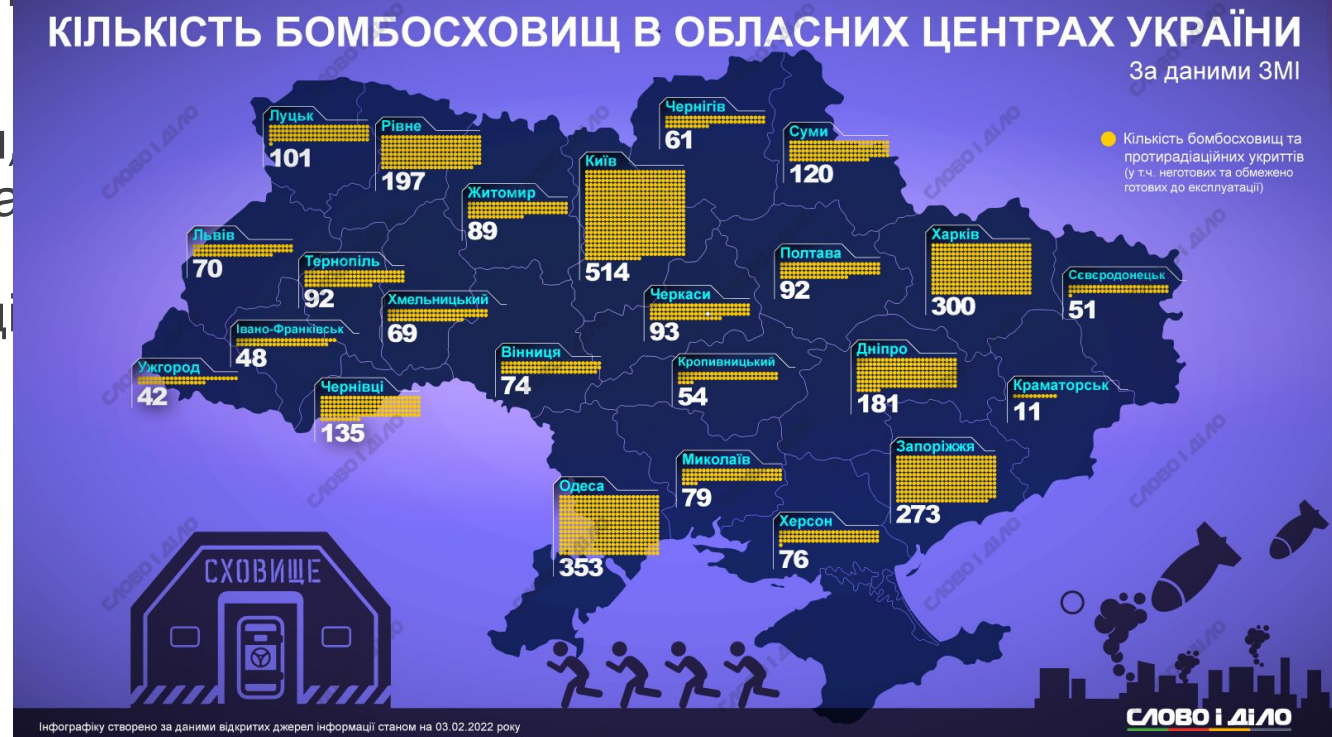 КІЛЬКІСТЬ БОМБОСХОВИЩ В ОБЛАСНИХ ЦЕНТРАХ УКРАЇНИ
За даними ЗМІ
Кількість бомбосховищ та
протирадіаційних укриттів
(у т.ч. неготових та обмежено
готових до експлуатації)
Луцьк
101
Рівне
197
Житомир
89
Київ
514
Чернігів
61
Суми
120
Львів
70
Тернопіль
92
Хмельницький
69
Черкаси
93
Полтава
92
Харків
300
Сєвєродонецьк
51
Івано-Франківськ
48
Ужгород
42
Чернівці
135
Вінниця
74
Кропивницький
54
Дніпро
181
Краматорськ
11
Миколаїв
79
Запоріжжя
273
Одеса
353
Херсон
76
СХОВИЩЕ
Інфографіку створено за даними відкритих джерел інформації станом на 03.02.2022 року
СЛОВО і ДІЛО